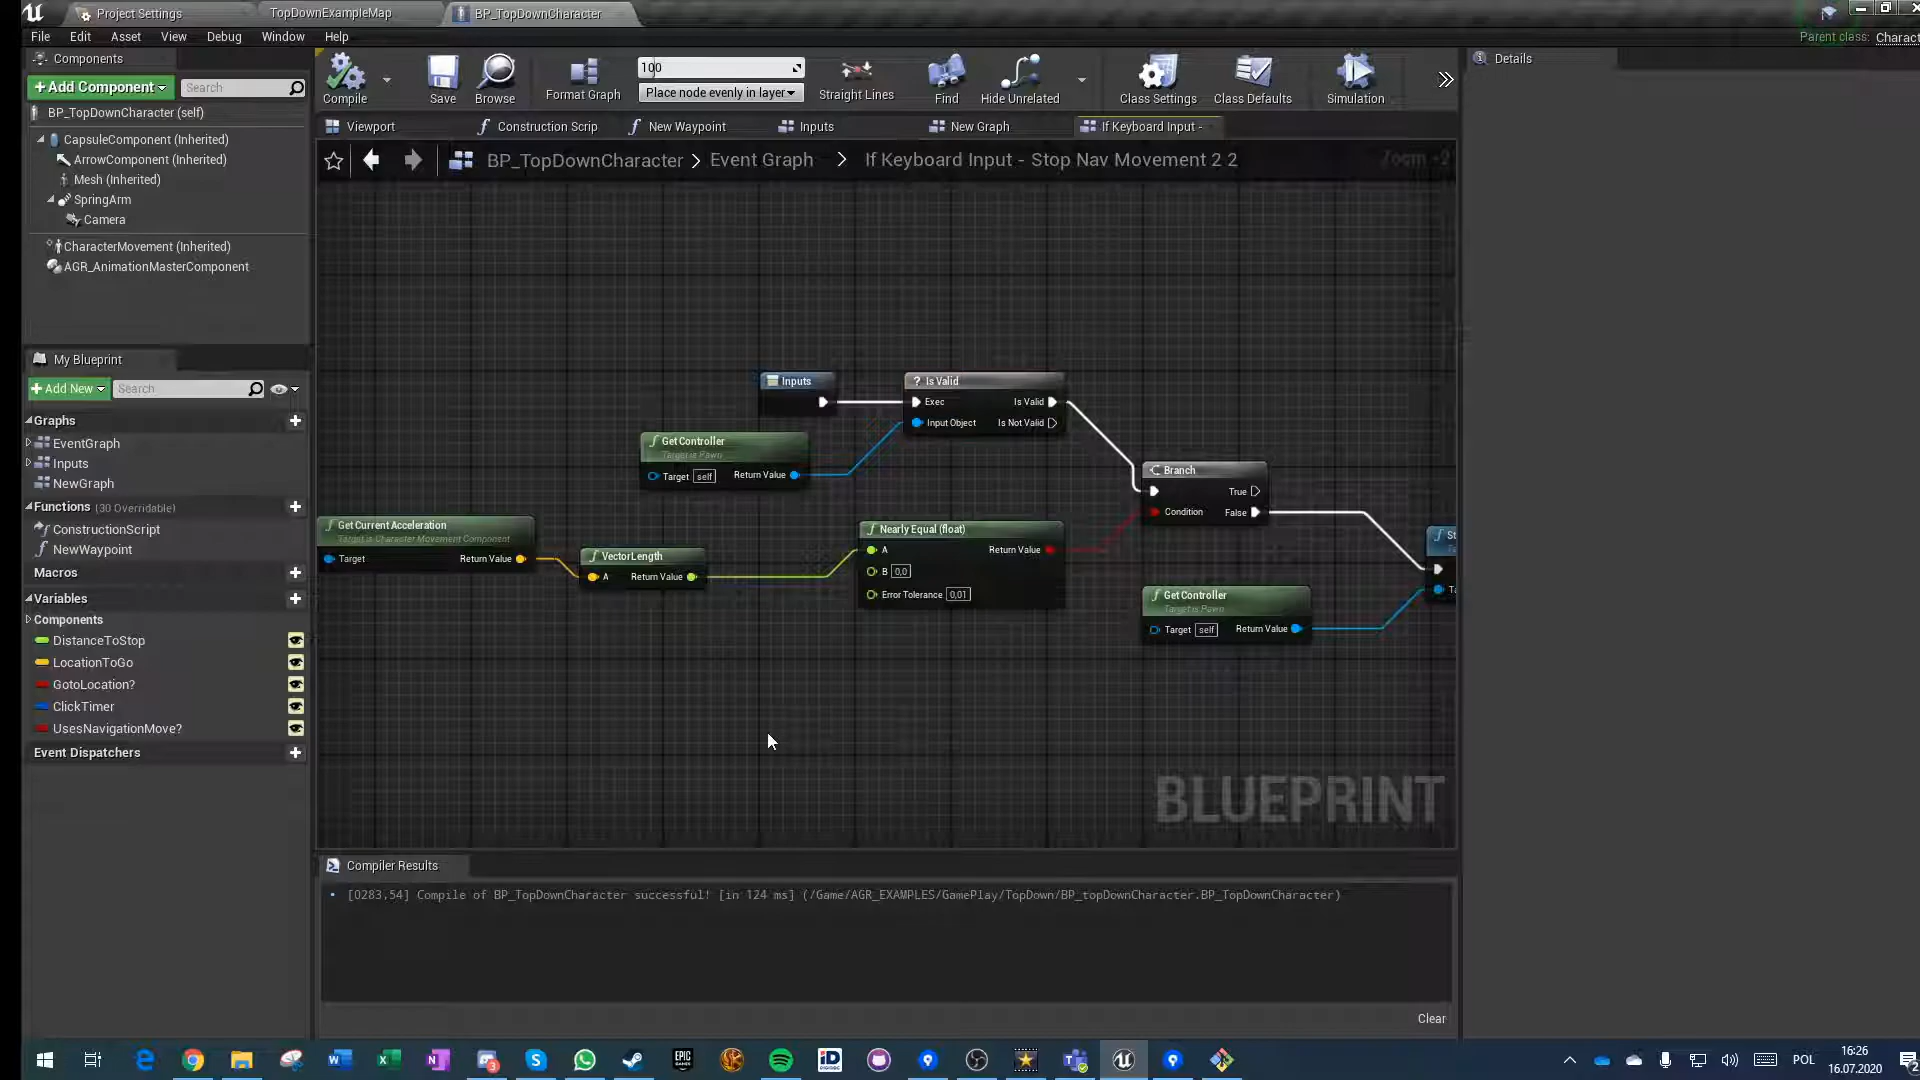 Project Settings
TopDownExampleMap
BP_TopDownCharacter
File Edit Asset View Debug Window Help
Parent class: Charact
Components
+Add Component
Search
BP_TopDownCharacter (self)
CapsuleComponent (Inherited)
ArrowComponent (Inherited)
Mesh (Inherited)
SpringArm
Camera
CharacterMovement (Inherited)
AGR_AnimationMasterComponent
My Blueprint
+Add New
Search
Graphs
EventGraph
Inputs
NewGraph
Functions (30 Overridable)
ConstructionScript
NewWaypoint
Macros
Variables
Components
DistanceToStop
LocationToGo
GotoLocation?
ClickTimer
UsesNavigationMove?
Event Dispatchers
Compile
Save
Browse
Format Graph
100
Place node evenly in layer
Straight Lines
Find
Hide Unrelated
Class Settings
Class Defaults
Simulation
Viewport
Construction Scrip
New Waypoint
Inputs
New Graph
If Keyboard Input -
BP_TopDownCharacter > Event Graph > If Keyboard Input - Stop Nav Movement 2 2
Zoom -2
Inputs
? Is Valid
Exec Is Valid
Input Object Is Not Valid
Get Controller
Target is Pawn
Target self Return Value
Branch
True
Condition False
Get Current Acceleration
Target is Character Movement Component
Target Return Value
VectorLength
A Return Value
Nearly Equal (float)
A Return Value
B 0,0
Error Tolerance 0,01
Get Controller
Target is Pawn
Target self Return Value
St
BLUEPRINT
Compiler Results
[0283,54] Compile of BP_TopDownCharacter successful! [in 124 ms] (/Game/AGR_EXAMPLES/GamePlay/TopDown/BP_topDownCharacter.BP_TopDownCharacter)
Clear
Details
EPIC GAMES
iD
POL
16:26
16.07.2020